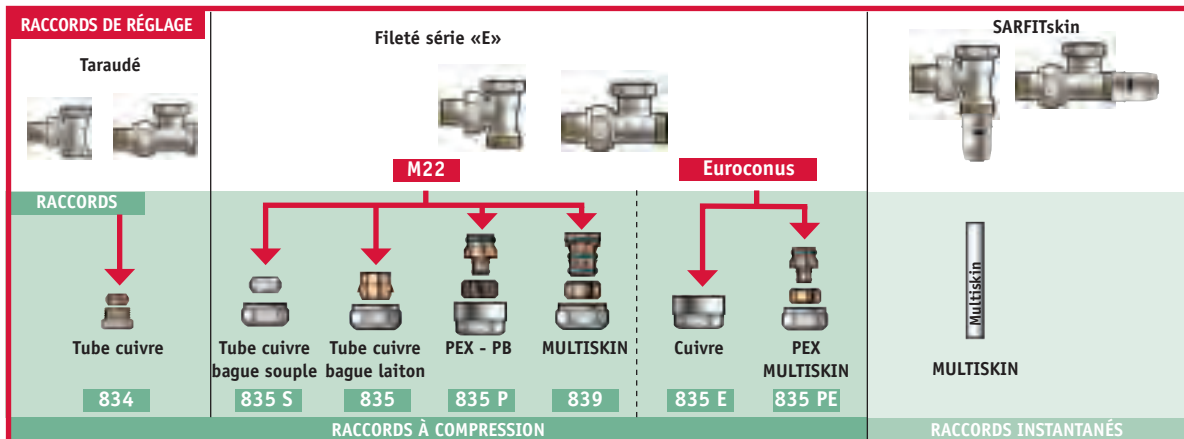 RACCORDS DE RÉGLAGE
Taraudé
Fileté série «E»
SARFITskin
M22
Euroconus
RACCORDS
Tube cuivre
834
Tube cuivre
bague souple
835 S
Tube cuivre
bague laiton
835
PEX - PB
835 P
MULTISKIN
839
Cuivre
835 E
PEX
MULTISKIN
835 PE
Multiskin
MULTISKIN
RACCORDS À COMPRESSION
RACCORDS INSTANTANÉS